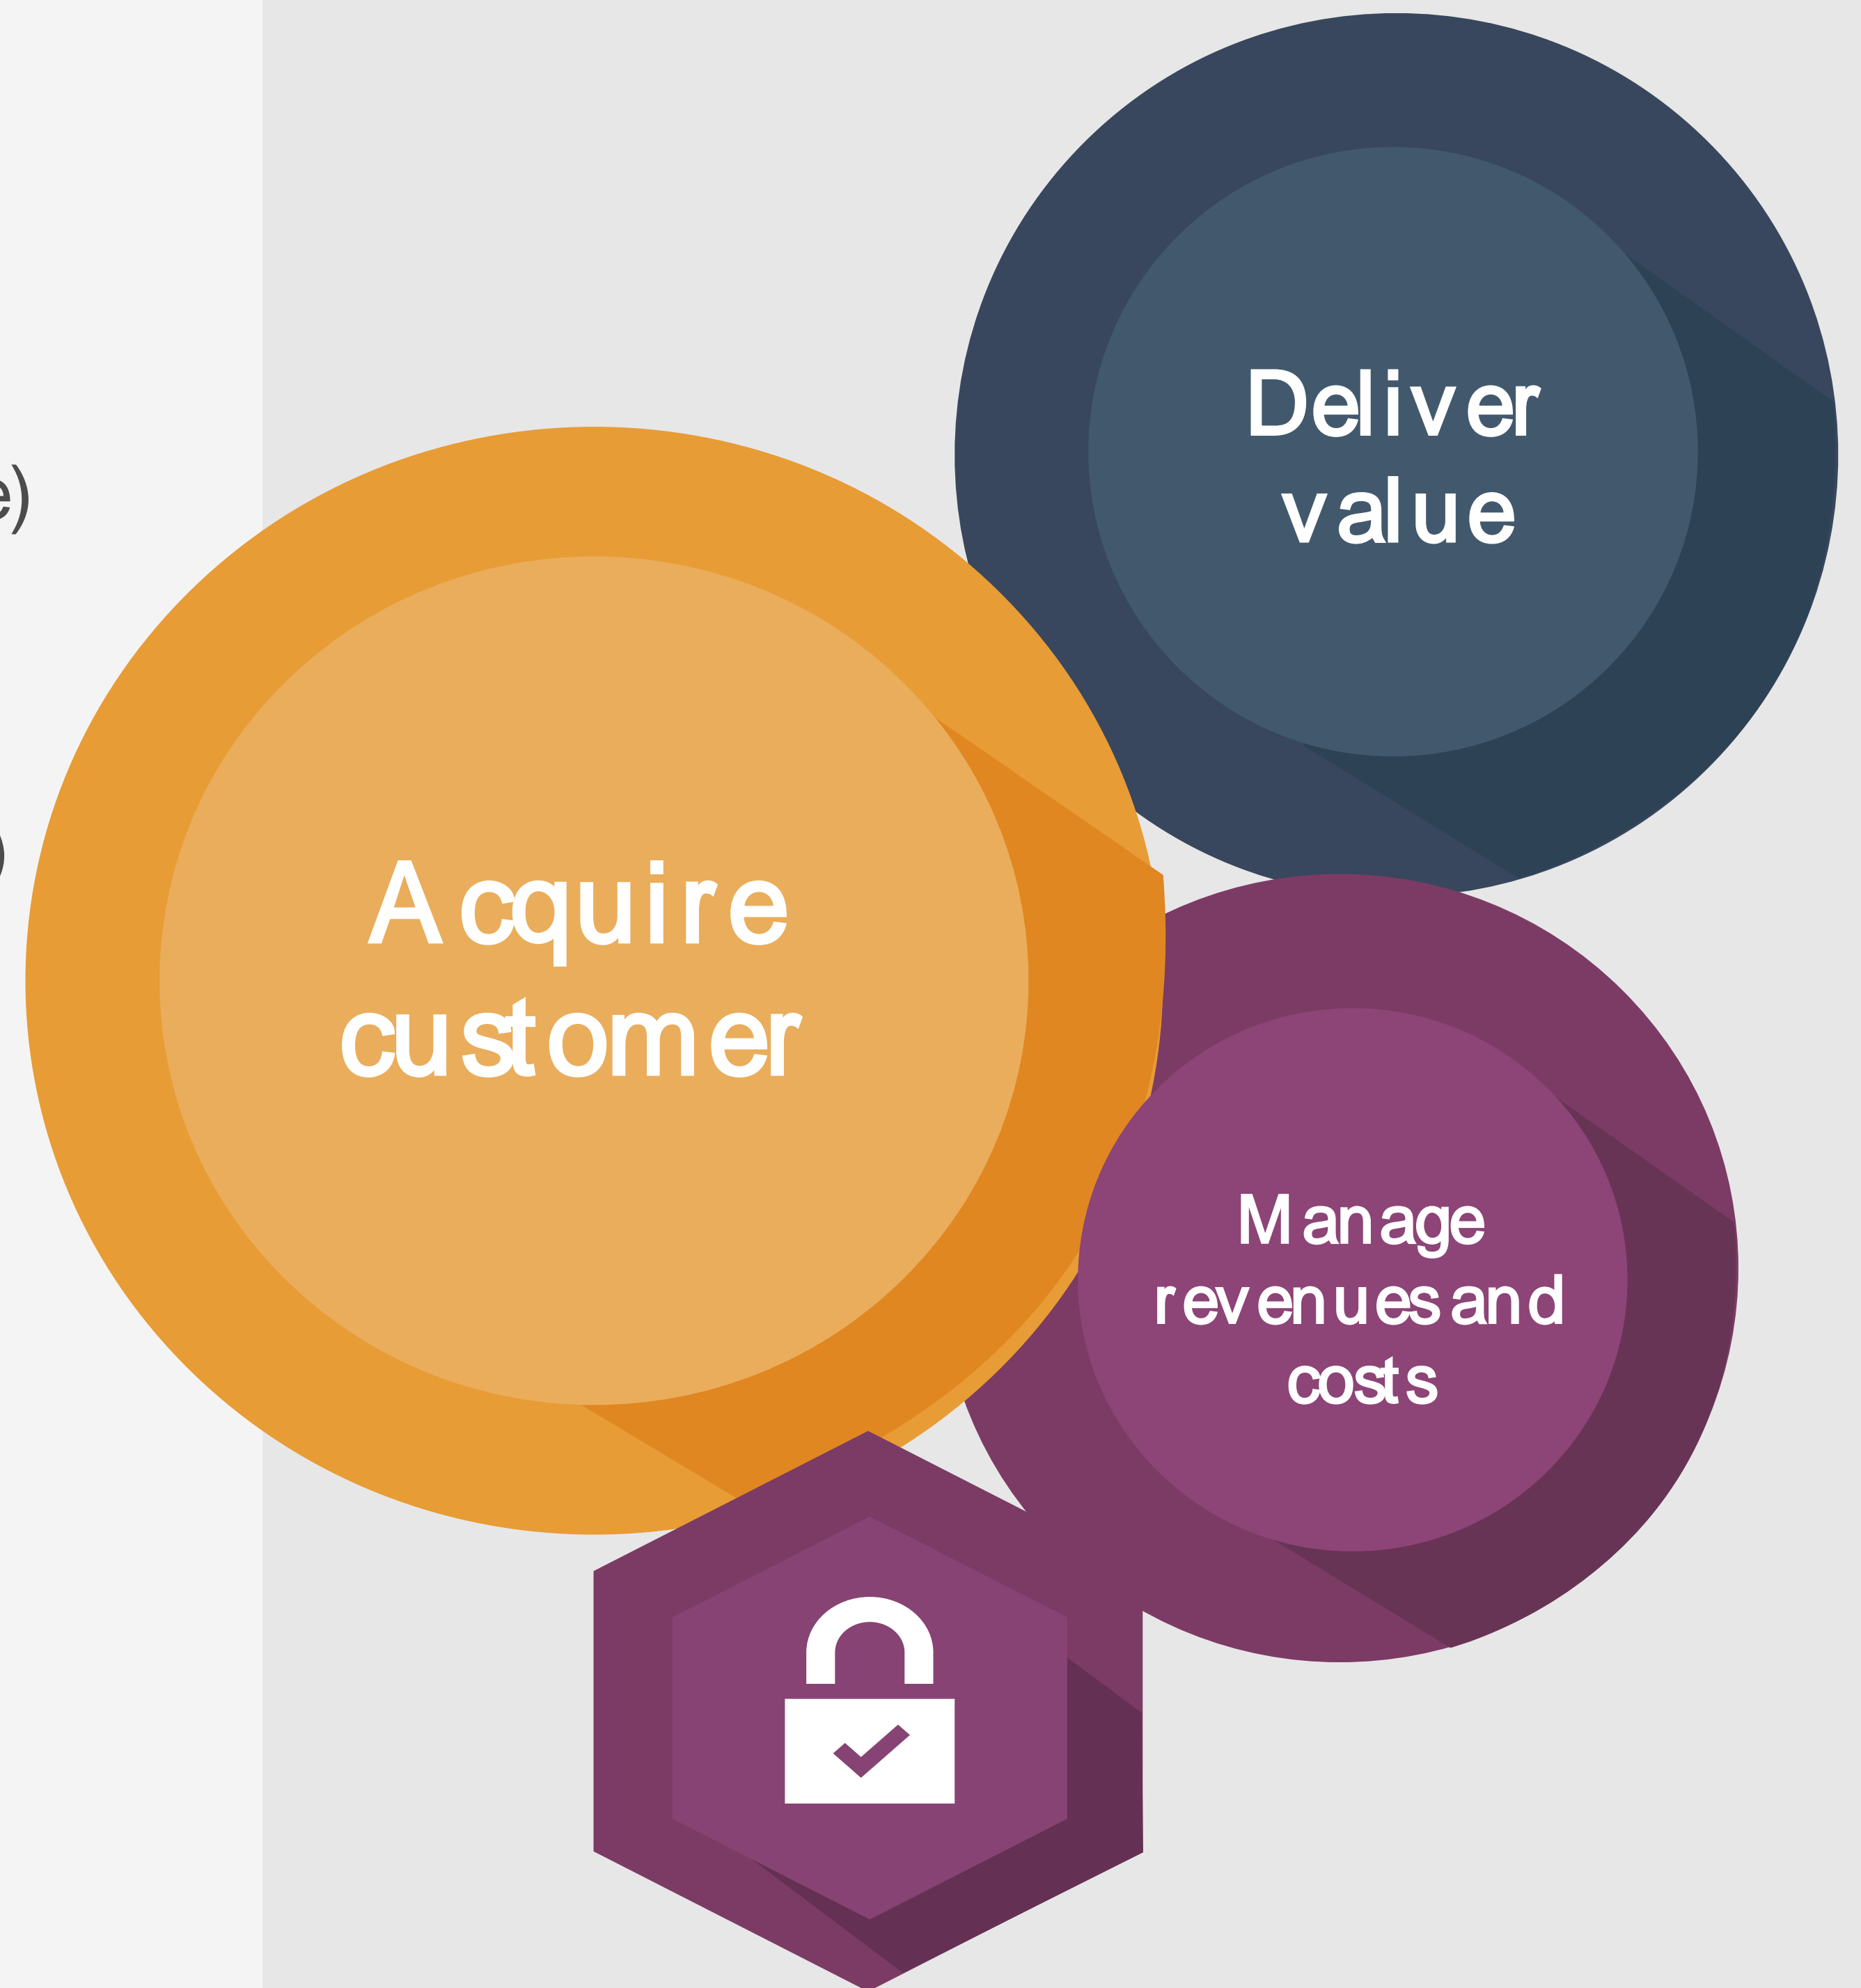 Deliver
value
e)
)
Acquire
customer
Manage
revenues and
costs